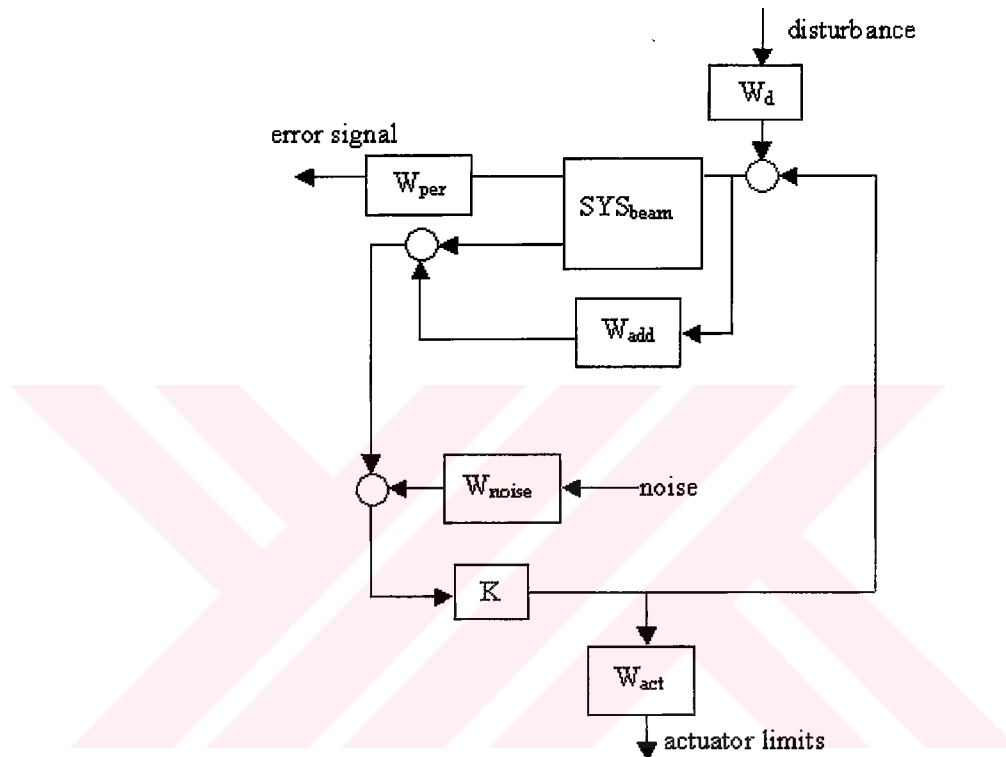 disturbance
W_d
error signal
W_per
SYS_beam
W_add
W_noise
noise
K
W_act
actuator limits